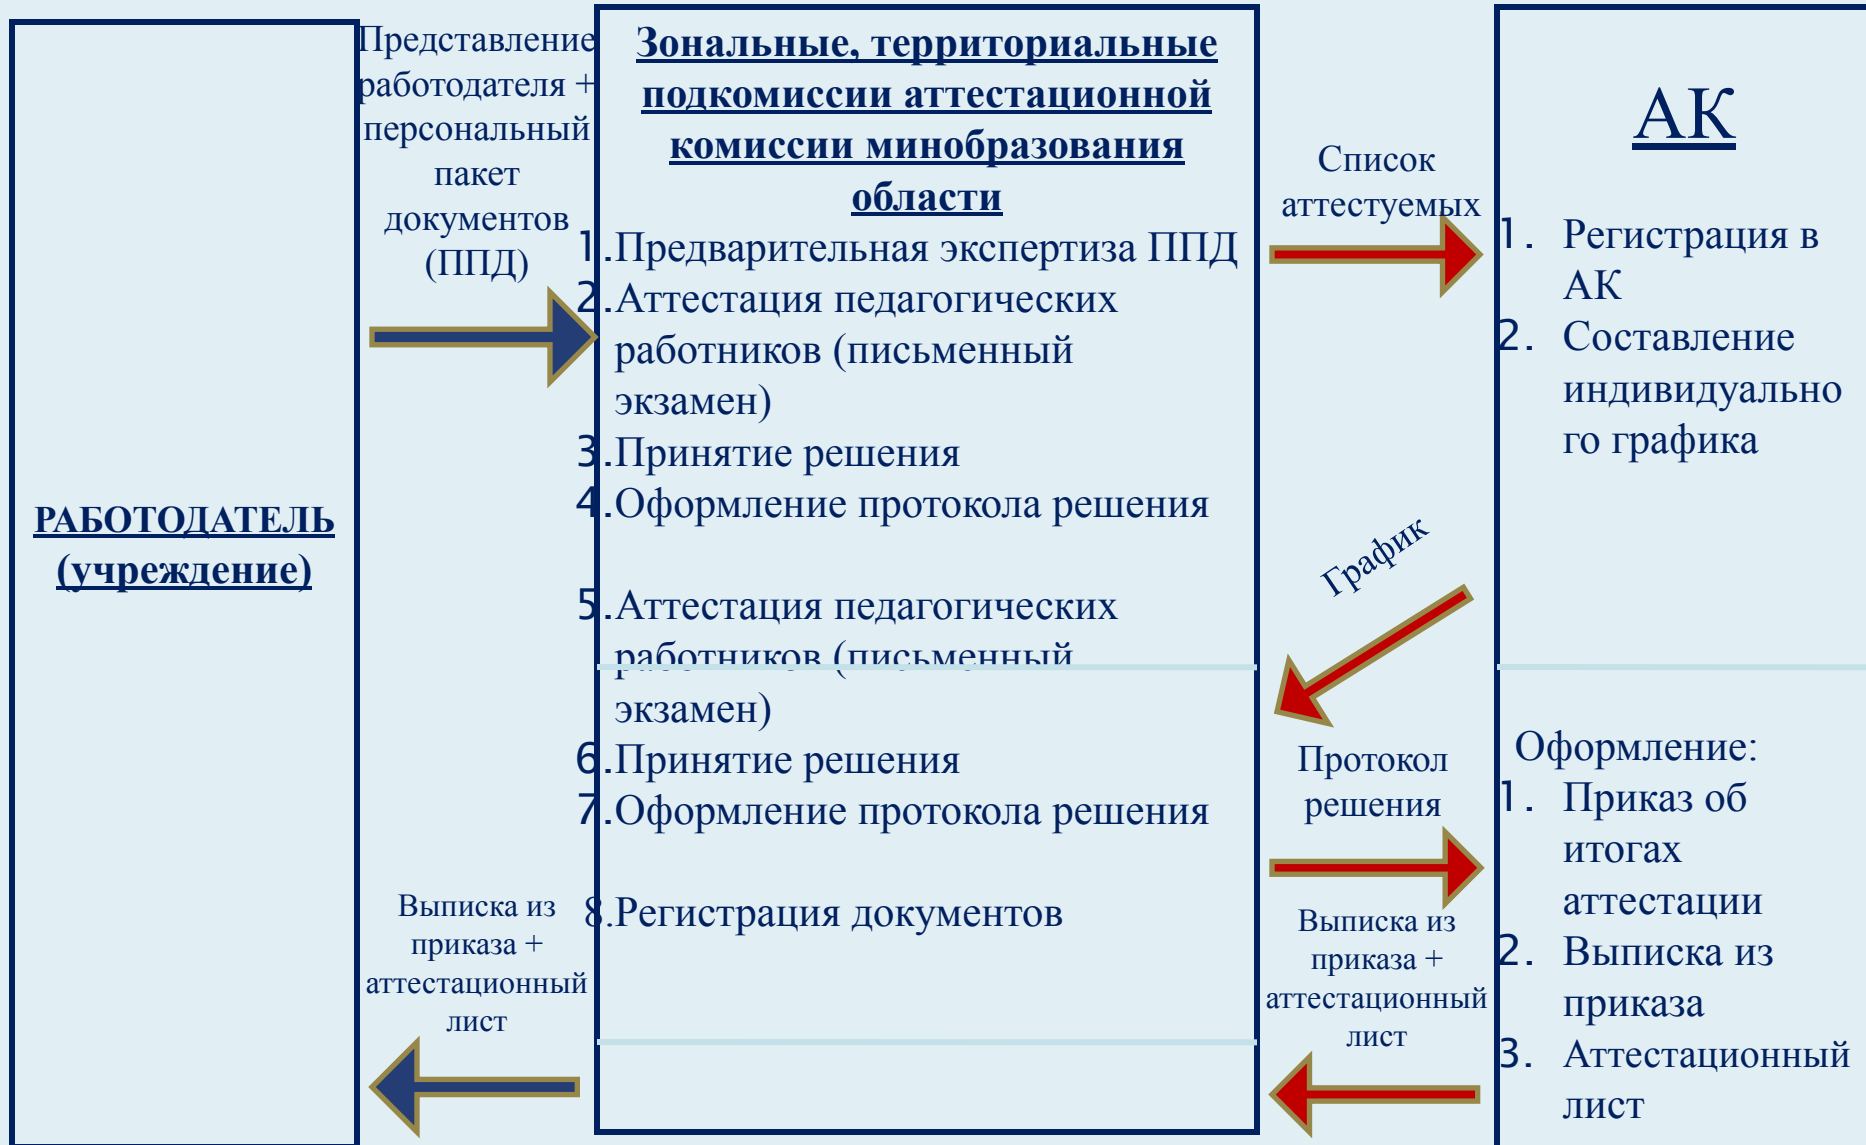 РАБОТОДАТЕЛЬ
(учреждение)
Представление
работодателя +
персональный
пакет
документов
(ППД)
Выписка из
приказа +
аттестационный
лист
Зональные, территориальные
подкомиссии аттестационной
комиссии минобразования
области
1.Предварительная экспертиза ППД
2.Аттестация педагогических
работников (письменный
экзамен)
3.Принятие решения
4.Оформление протокола решения
5.Аттестация педагогических
работников (письменный
экзамен)
6.Принятие решения
7.Оформление протокола решения
8.Регистрация документов
Список
аттестуемых
График
Протокол
решения
Выписка из
приказа +
аттестационный
лист
АК
1. Регистрация в
АК
2. Составление
индивидуально
го графика
Оформление:
1. Приказ об
итогах
аттестации
2. Выписка из
приказа
3. Аттестационный
лист